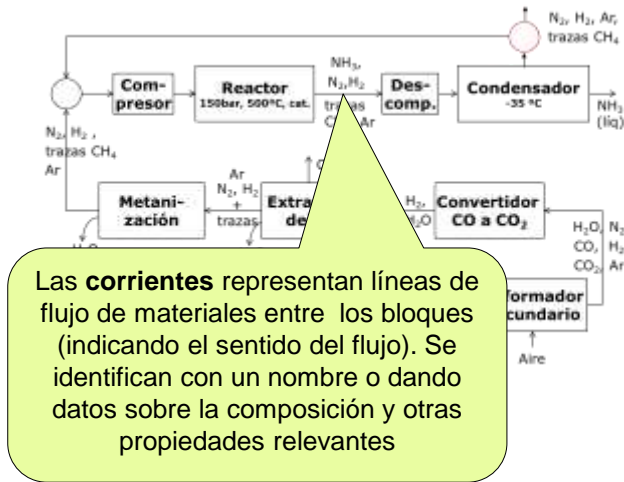 N₂, H₂, Ar,
trazas CH₄
Com-
presor
Reactor
150bar, 500ºC, cat.
NH₃,
N₂,H₂
trazas
Ar
Des-
comp.
Condensador
-35 ºC
NH₃
(líq)
N₂, H₂ ,
trazas CH₄
Ar
Metani-
zación
Ar
N₂, H₂
+
trazas
Convertidor
CO a CO₂
H₂O, N₂
CO, H₂
CO₂, Ar
Aire
Las corrientes representan líneas de
flujo de materiales entre los bloques
(indicando el sentido del flujo). Se
identifican con un nombre o dando
datos sobre la composición y otras
propiedades relevantes